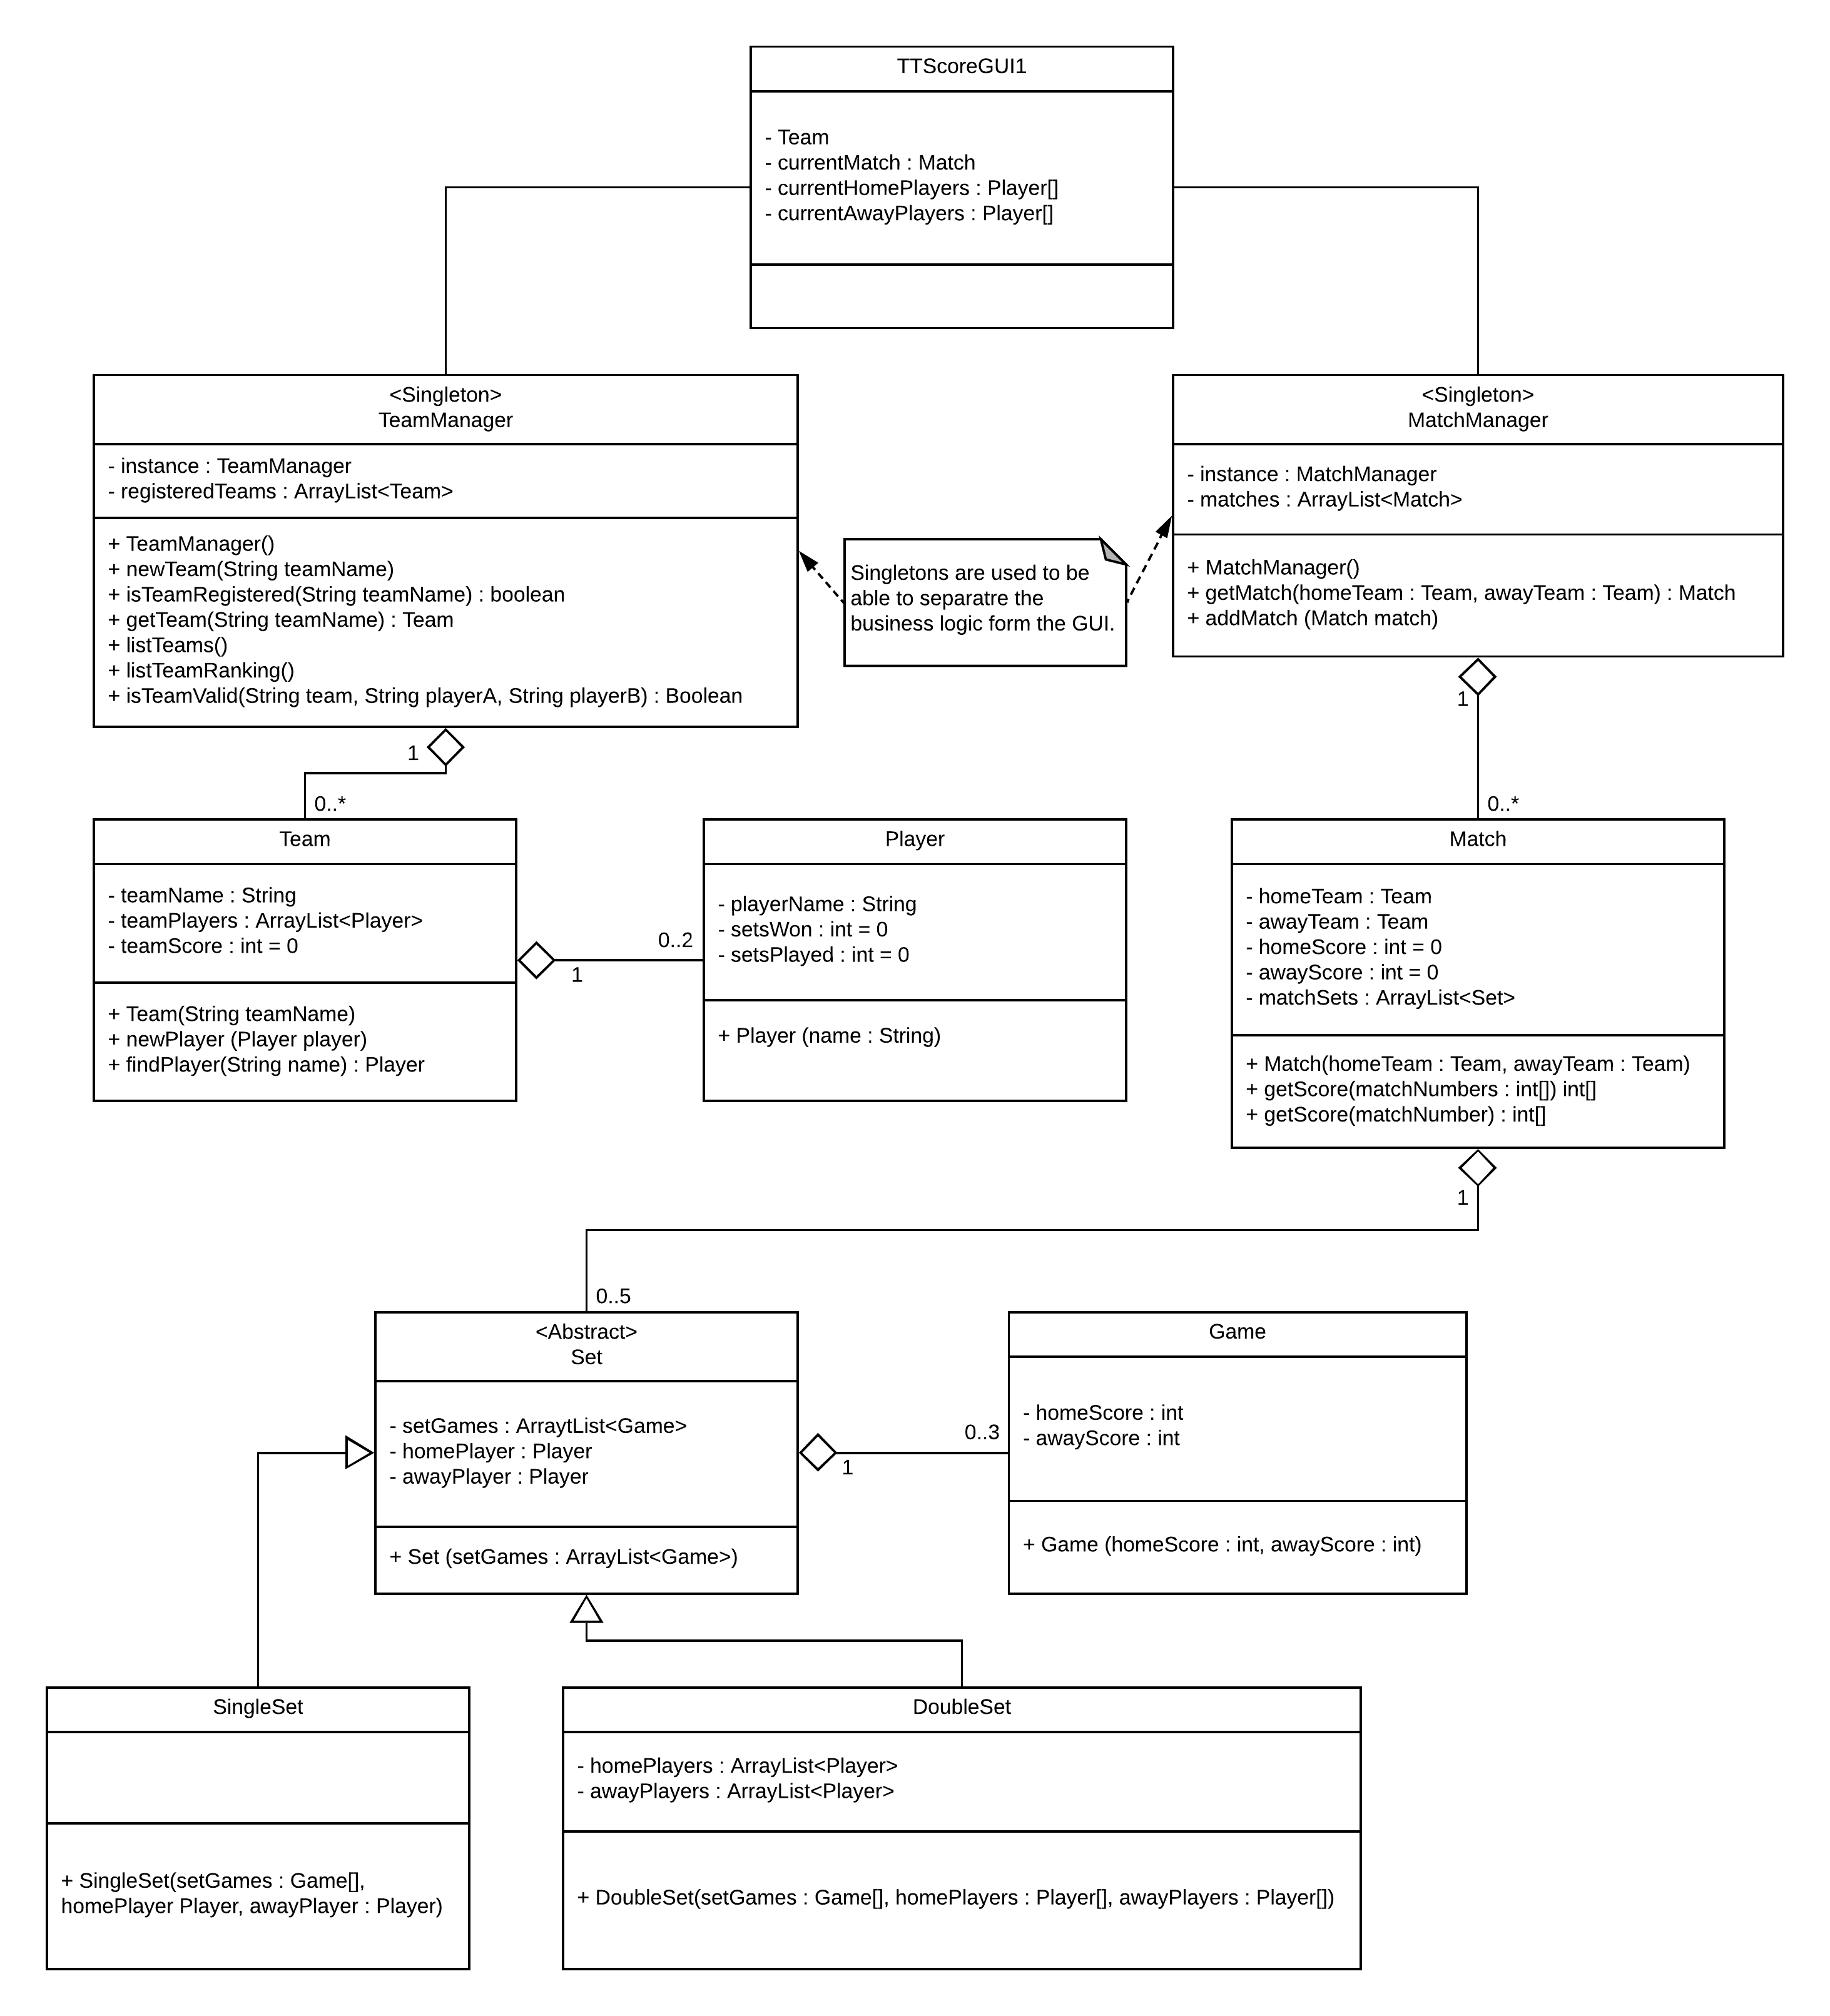 TTScoreGUI1
- Team
- currentMatch : Match
- currentHomePlayers : Player[]
- currentAwayPlayers : Player[]
<Singleton>
TeamManager
- instance : TeamManager
- registeredTeams : ArrayList<Team>
+ TeamManager()
+ newTeam(String teamName)
+ isTeamRegistered(String teamName) : boolean
+ getTeam(String teamName) : Team
+ listTeams()
+ listTeamRanking()
+ isTeamValid(String team, String playerA, String playerB) : Boolean
Singletons are used to be
able to separatre the
business logic form the GUI.
<Singleton>
MatchManager
- instance : MatchManager
- matches : ArrayList<Match>
+ MatchManager()
+ getMatch(homeTeam : Team, awayTeam : Team) : Match
+ addMatch (Match match)
1
0..*
1
0..*
Team
- teamName : String
- teamPlayers : ArrayList<Player>
- teamScore : int = 0
+ Team(String teamName)
+ newPlayer (Player player)
+ findPlayer(String name) : Player
1
0..2
Player
- playerName : String
- setsWon : int = 0
- setsPlayed : int = 0
+ Player (name : String)
Match
- homeTeam : Team
- awayTeam : Team
- homeScore : int = 0
- awayScore : int = 0
- matchSets : ArrayList<Set>
+ Match(homeTeam : Team, awayTeam : Team)
+ getScore(matchNumbers : int[]) int[]
+ getScore(matchNumber) : int[]
1
0..5
<Abstract>
Set
- setGames : ArraytList<Game>
- homePlayer : Player
- awayPlayer : Player
+ Set (setGames : ArrayList<Game>)
1
0..3
Game
- homeScore : int
- awayScore : int
+ Game (homeScore : int, awayScore : int)
SingleSet
+ SingleSet(setGames : Game[],
homePlayer Player, awayPlayer : Player)
DoubleSet
- homePlayers : ArrayList<Player>
- awayPlayers : ArrayList<Player>
+ DoubleSet(setGames : Game[], homePlayers : Player[], awayPlayers : Player[])